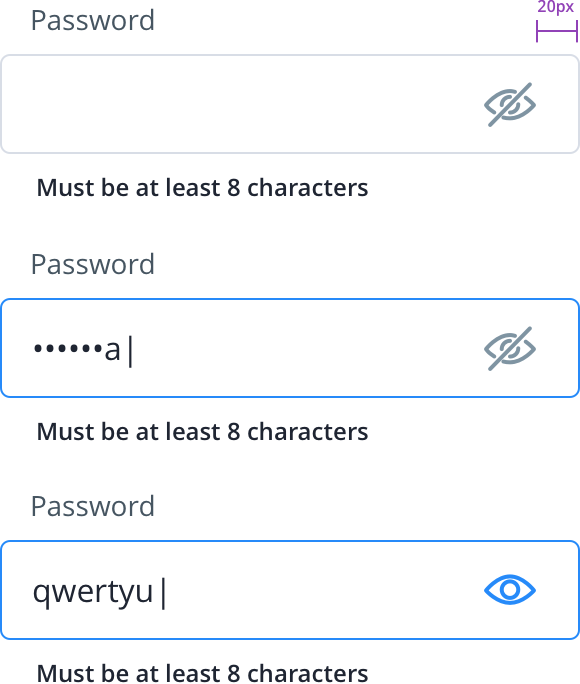 Password
20px
Must be at least 8 characters
Password
••••••a|
Must be at least 8 characters
Password
qwertyu|
Must be at least 8 characters